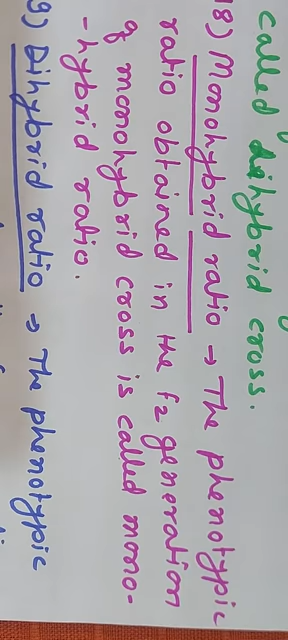 called dihybrid cross.
18) Monohybrid ratio → The phenotypic
ratio obtained in the f2 generation
of monohybrid cross is called mono-
-hybrid ratio.
9) Dihybrid ratio → The phenotypic